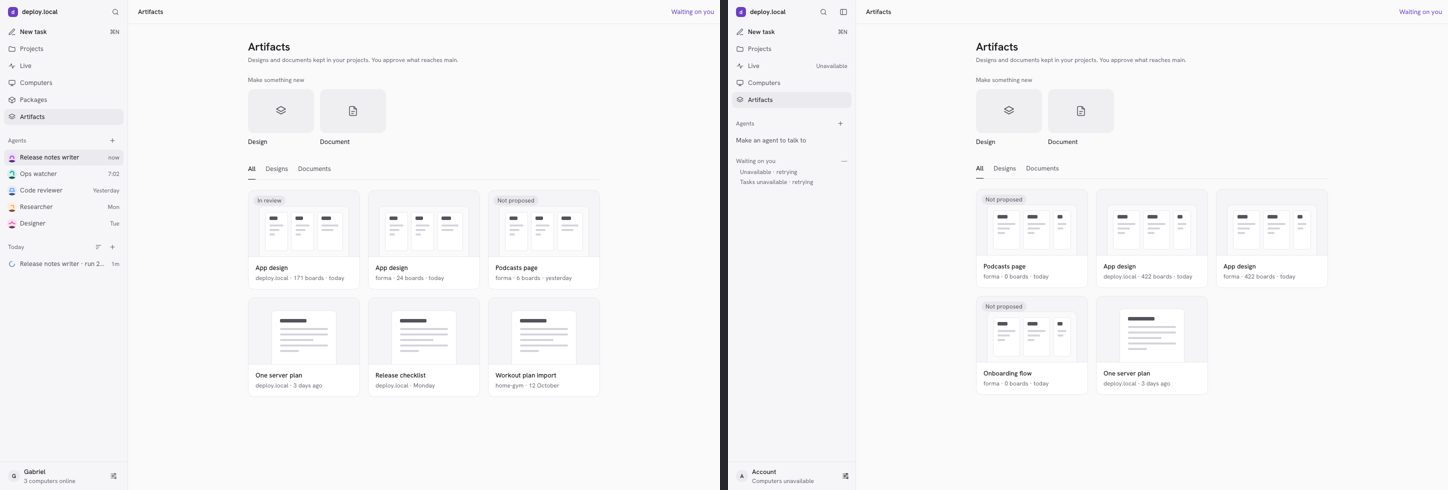 deploy.local
New task ⌘N
Projects
Live
Computers
Packages
Artifacts
Agents
Release notes writer now
Ops watcher 7:02
Code reviewer Yesterday
Researcher Mon
Designer Tue
Today
Release notes writer · run 2... 1m
G
Gabriel
3 computers online
Artifacts
Waiting on you
Artifacts
Designs and documents kept in your projects. You approve what reaches main.
Make something new
Design
Document
All Designs Documents
In review
App design
deploy.local · 171 boards · today
App design
forma · 24 boards · today
Not proposed
Podcasts page
forma · 6 boards · yesterday
One server plan
deploy.local · 3 days ago
Release checklist
deploy.local · Monday
Workout plan import
home-gym · 12 October
deploy.local
New task ⌘N
Projects
Live Unavailable
Computers
Artifacts
Agents
Make an agent to talk to
Waiting on you
Unavailable · retrying
Tasks unavailable · retrying
A
Account
Computers unavailable
Artifacts
Waiting on you
Artifacts
Designs and documents kept in your projects. You approve what reaches main.
Make something new
Design
Document
All Designs Documents
Not proposed
Podcasts page
forma · 0 boards · today
App design
deploy.local · 422 boards · today
App design
forma · 422 boards · today
Not proposed
Onboarding flow
forma · 0 boards · today
One server plan
deploy.local · 3 days ago